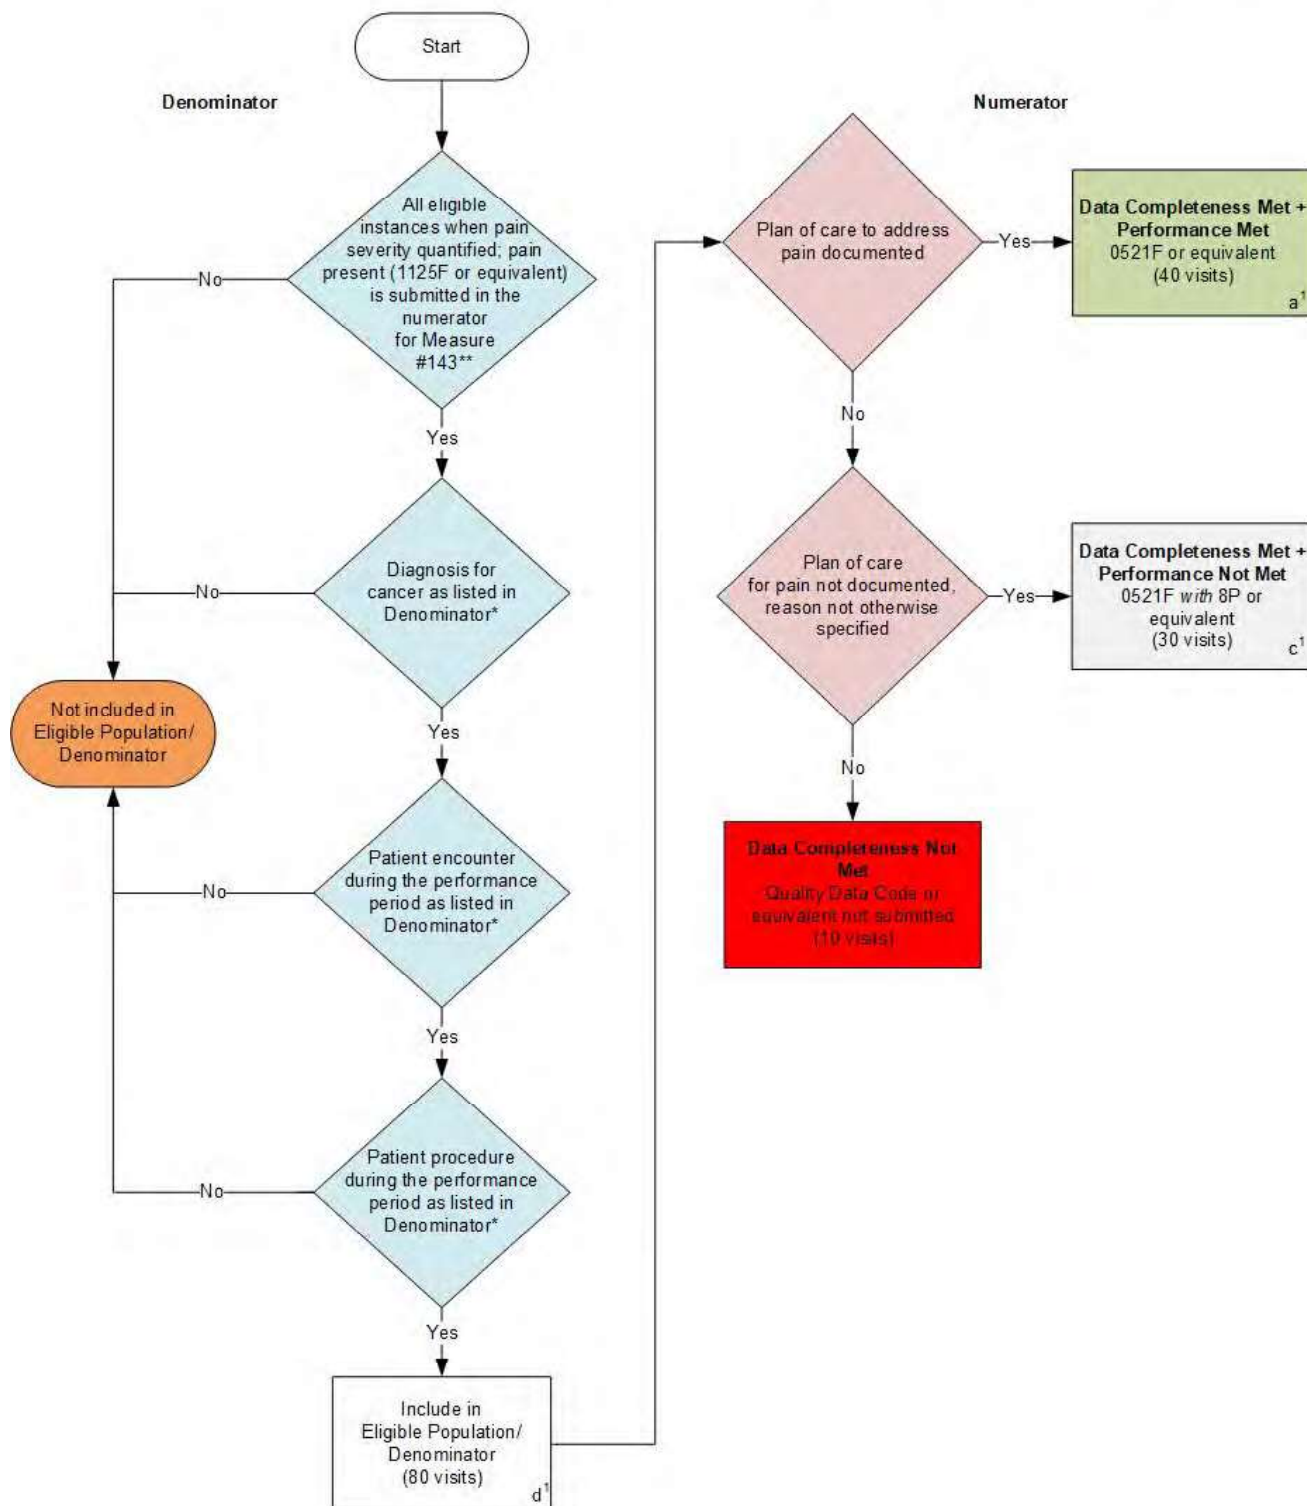 Start
Denominator
All eligible
instances when pain
severity quantified; pain
present (1125F or equivalent)
is submitted in the
numerator
for Measure
#143**
No
Yes
Diagnosis for
cancer as listed in
Denominator*
No
Not included in
Eligible Population/
Denominator
Yes
Patient encounter
during the performance
period as listed in
Denominator*
No
Yes
Patient procedure
during the performance
period as listed in
Denominator*
No
Yes
Include in
Eligible Population/
Denominator
(80 visits)
d¹
Numerator
Plan of care to address
pain documented
Yes
Data Completeness Met +
Performance Met
0521F or equivalent
(40 visits)
a¹
No
Plan of care
for pain not documented,
reason not otherwise
specified
Yes
Data Completeness Met +
Performance Not Met
0521F with 8P or
equivalent
(30 visits)
c¹
No
Data Completeness Not
Met
Quality Data Code or
equivalent not submitted
(10 visits)